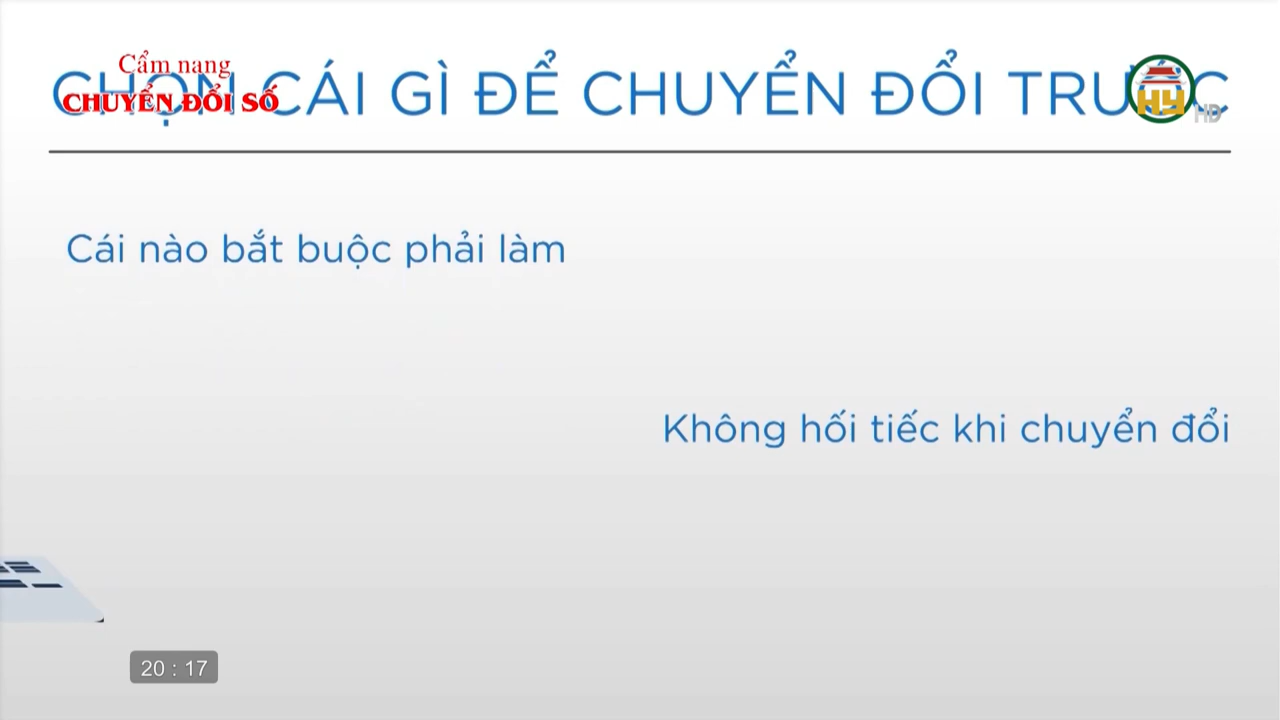 Cẩm nang
CHUYỂN ĐỔI SỐ
CHỌN CÁI GÌ ĐỂ CHUYỂN ĐỔI TRƯỚC
HY HD
Cái nào bắt buộc phải làm
Không hối tiếc khi chuyển đổi
20 : 17